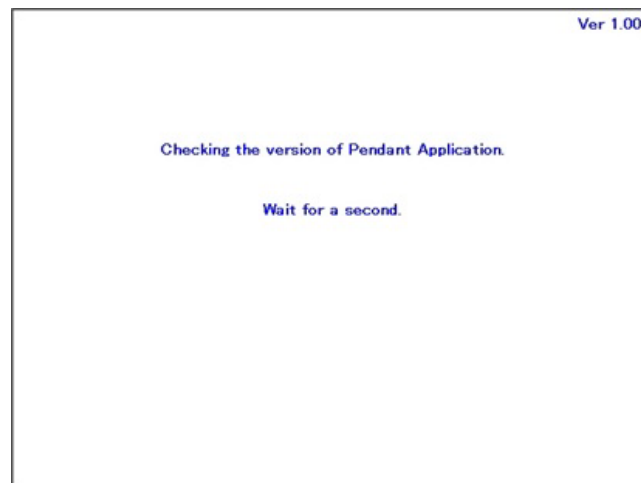 Ver 1.00
Checking the version of Pendant Application.
Wait for a second.